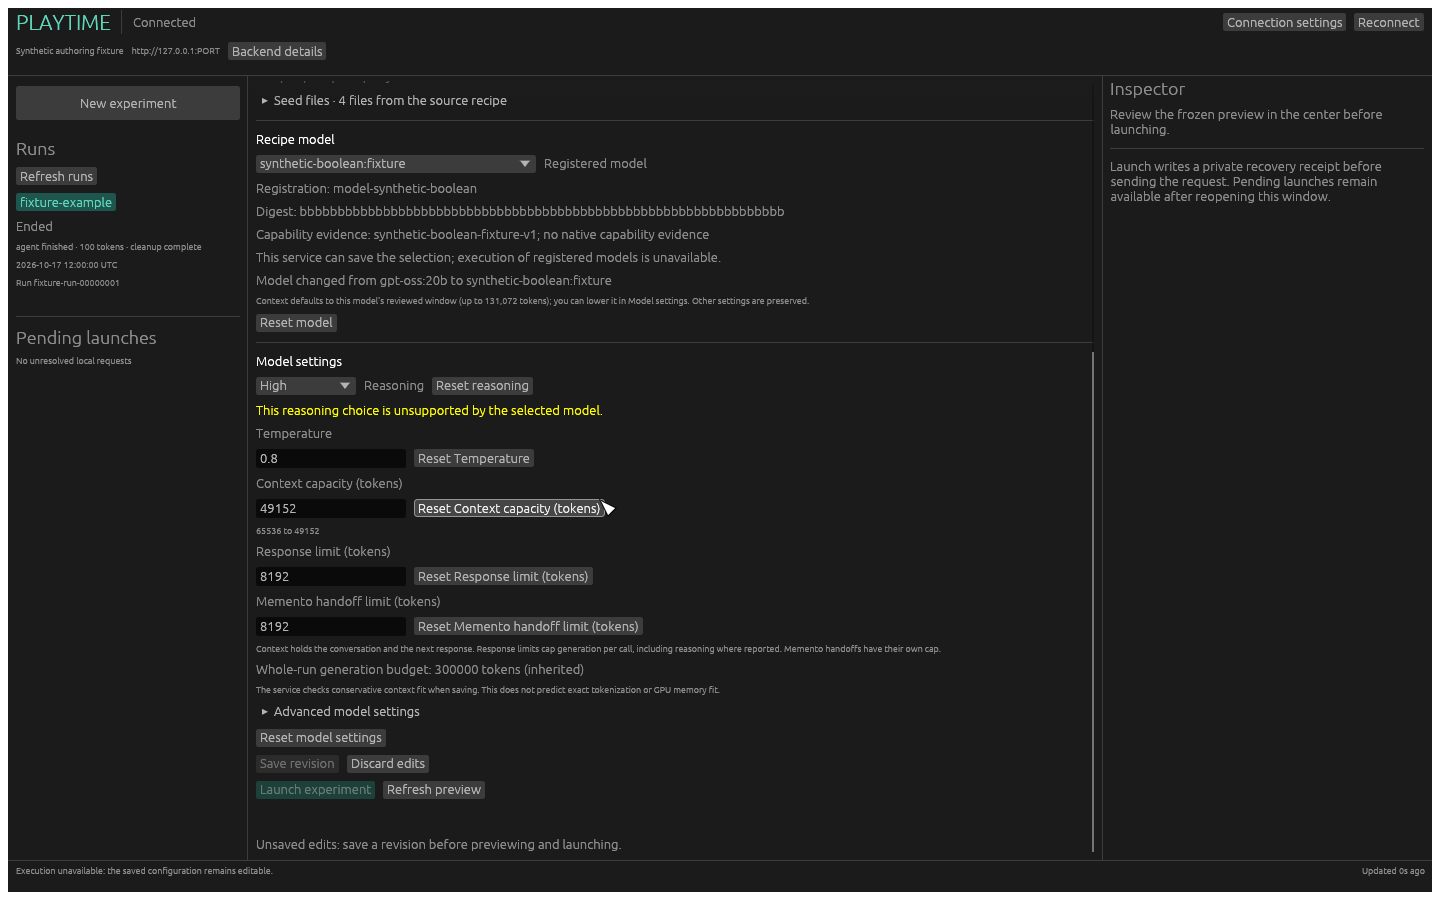 PLAYTIME
Connected
Connection settings
Reconnect
Synthetic authoring fixture
http://127.0.0.1:PORT
Backend details
New experiment
Runs
Refresh runs
fixture-example
Ended
agent finished · 100 tokens · cleanup complete
2026-10-17 12:00:00 UTC
Run fixture-run-00000001
Pending launches
No unresolved local requests
Seed files · 4 files from the source recipe
Recipe model
synthetic-boolean:fixture
Registered model
Registration: model-synthetic-boolean
Digest: bbbbbbbbbbbbbbbbbbbbbbbbbbbbbbbbbbbbbbbbbbbbbbbbbbbbbbbbbbbbbbbb
Capability evidence: synthetic-boolean-fixture-v1; no native capability evidence
This service can save the selection; execution of registered models is unavailable.
Model changed from gpt-oss:20b to synthetic-boolean:fixture
Context defaults to this model's reviewed window (up to 131,072 tokens); you can lower it in Model settings. Other settings are preserved.
Reset model
Model settings
High
Reasoning
Reset reasoning
This reasoning choice is unsupported by the selected model.
Temperature
0.8
Reset Temperature
Context capacity (tokens)
49152
Reset Context capacity (tokens)
65536 to 49152
Response limit (tokens)
8192
Reset Response limit (tokens)
Memento handoff limit (tokens)
8192
Reset Memento handoff limit (tokens)
Context holds the conversation and the next response. Response limits cap generation per call, including reasoning where reported. Memento handoffs have their own cap.
Whole-run generation budget: 300000 tokens (inherited)
The service checks conservative context fit when saving. This does not predict exact tokenization or GPU memory fit.
Advanced model settings
Reset model settings
Save revision
Discard edits
Launch experiment
Refresh preview
Unsaved edits: save a revision before previewing and launching.
Inspector
Review the frozen preview in the center before
launching.
Launch writes a private recovery receipt before
sending the request. Pending launches remain
available after reopening this window.
Execution unavailable: the saved configuration remains editable.
Updated 0s ago